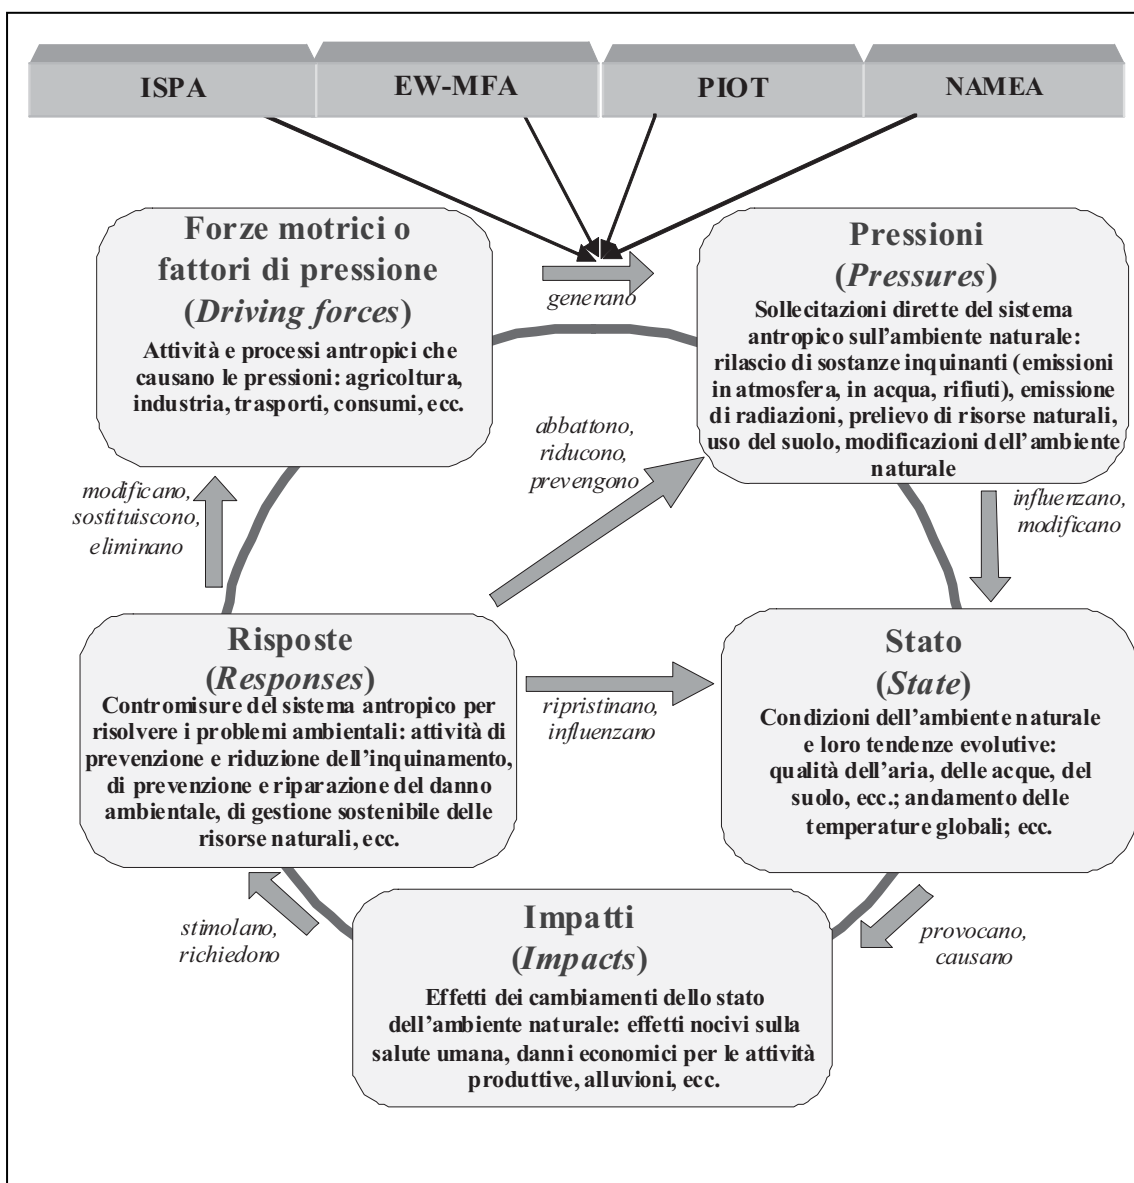 ISPA
EW-MFA
PIOT
NAMEA
Forze motrici o
fattori di pressione
(Driving forces)
Attività e processi antropici che
causano le pressioni: agricoltura,
industria, trasporti, consumi, ecc.
generano
Pressioni
(Pressures)
Sollecitazioni dirette del sistema
antropico sull'ambiente naturale:
rilascio di sostanze inquinanti (emissioni
in atmosfera, in acqua, rifiuti), emissione
di radiazioni, prelievo di risorse naturali,
uso del suolo, modificazioni dell'ambiente
naturale
abbattono,
riducono,
prevengono
modificano,
sostituiscono,
eliminano
influenzano,
modificano
Risposte
(Responses)
Contromisure del sistema antropico per
risolvere i problemi ambientali: attività di
prevenzione e riduzione dell'inquinamento,
di prevenzione e riparazione del danno
ambientale, di gestione sostenibile delle
risorse naturali, ecc.
ripristinano,
influenzano
Stato
(State)
Condizioni dell'ambiente naturale
e loro tendenze evolutive:
qualità dell'aria, delle acque, del
suolo, ecc.; andamento delle
temperature globali; ecc.
stimolano,
richiedono
Impatti
(Impacts)
Effetti dei cambiamenti dello stato
dell'ambiente naturale: effetti nocivi sulla
salute umana, danni economici per le attività
produttive, alluvioni, ecc.
provocano,
causano